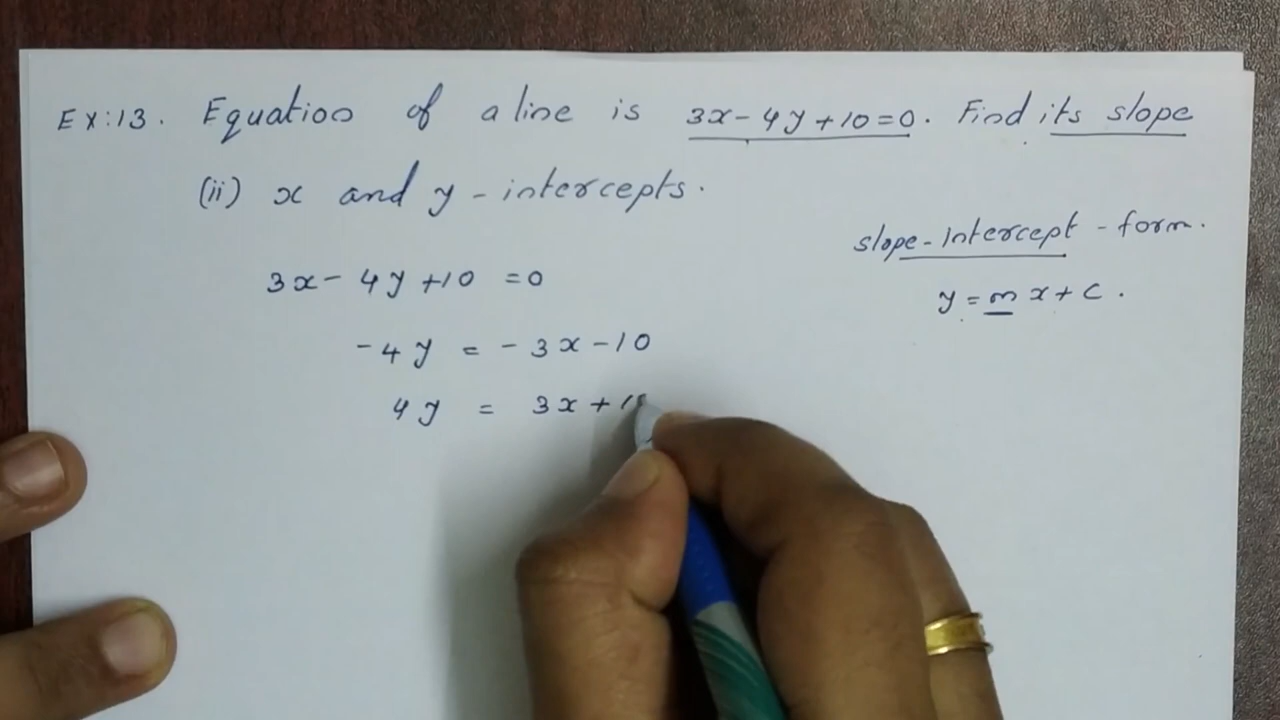 Ex:13. Equation of a line is 3x-4y+10=0. Find its slope
(ii) x and y-intercepts.
slope-intercept-form.
y=mx+c.
3x-4y+10=0
-4y=-3x-10
4y=3x+1